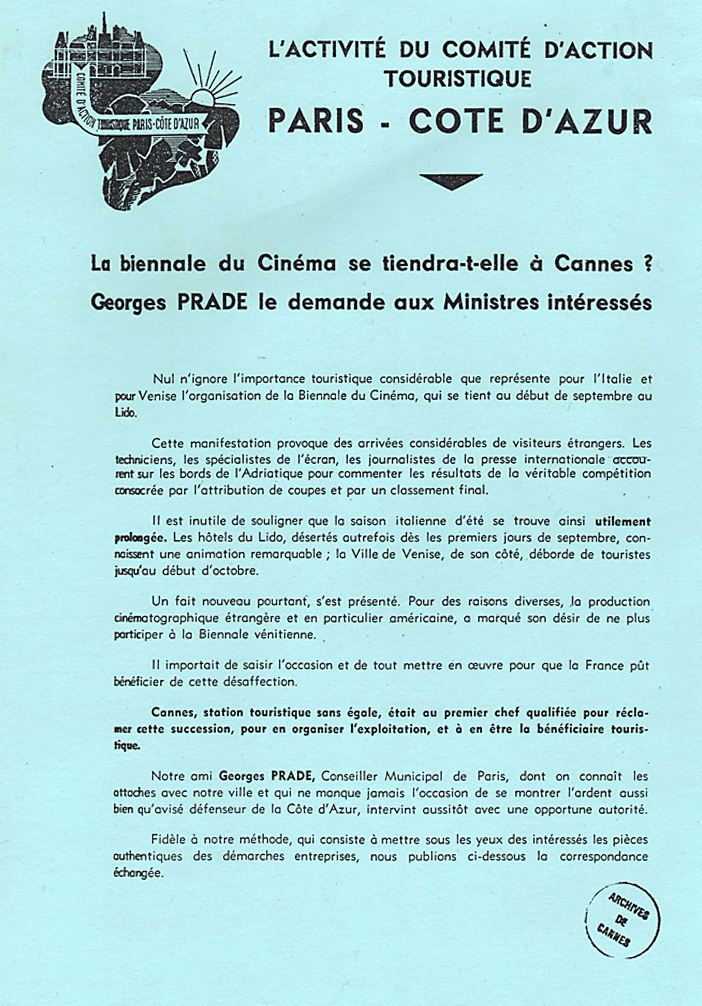 COMITÉ D'ACTION
TOURISTIQUE PARIS-CÔTE D'AZUR
L'ACTIVITÉ DU COMITÉ D'ACTION
TOURISTIQUE
PARIS - COTE D'AZUR
La biennale du Cinéma se tiendra-t-elle à Cannes ?
Georges PRADE le demande aux Ministres intéressés
Nul n'ignore l'importance touristique considérable que représente pour l'Italie et
pour Venise l'organisation de la Biennale du Cinéma, qui se tient au début de septembre au
Lido.
Cette manifestation provoque des arrivées considérables de visiteurs étrangers. Les
techniciens, les spécialistes de l'écran, les journalistes de la presse internationale accou-
rent sur les bords de l'Adriatique pour commenter les résultats de la véritable compétition
consacrée par l'attribution de coupes et par un classement final.
Il est inutile de souligner que la saison italienne d'été se trouve ainsi utilement
prolongée. Les hôtels du Lido, désertés autrefois dès les premiers jours de septembre, con-
naissent une animation remarquable ; la Ville de Venise, de son côté, déborde de touristes
jusqu'au début d'octobre.
Un fait nouveau pourtant, s'est présenté. Pour des raisons diverses, la production
cinématographique étrangère et en particulier américaine, a marqué son désir de ne plus
participer à la Biennale vénitienne.
Il importait de saisir l'occasion et de tout mettre en œuvre pour que la France pût
bénéficier de cette désaffection.
Cannes, station touristique sans égale, était au premier chef qualifiée pour récla-
mer cette succession, pour en organiser l'exploitation, et à en être la bénéficiaire touris-
tique.
Notre ami Georges PRADE, Conseiller Municipal de Paris, dont on connaît les
attaches avec notre ville et qui ne manque jamais l'occasion de se montrer l'ardent aussi
bien qu'avisé défenseur de la Côte d'Azur, intervint aussitôt avec une opportune autorité.
Fidèle à notre méthode, qui consiste à mettre sous les yeux des intéressés les pièces
authentiques des démarches entreprises, nous publions ci-dessous la correspondance
échangée.
ARCHIVES
DE
CANNES